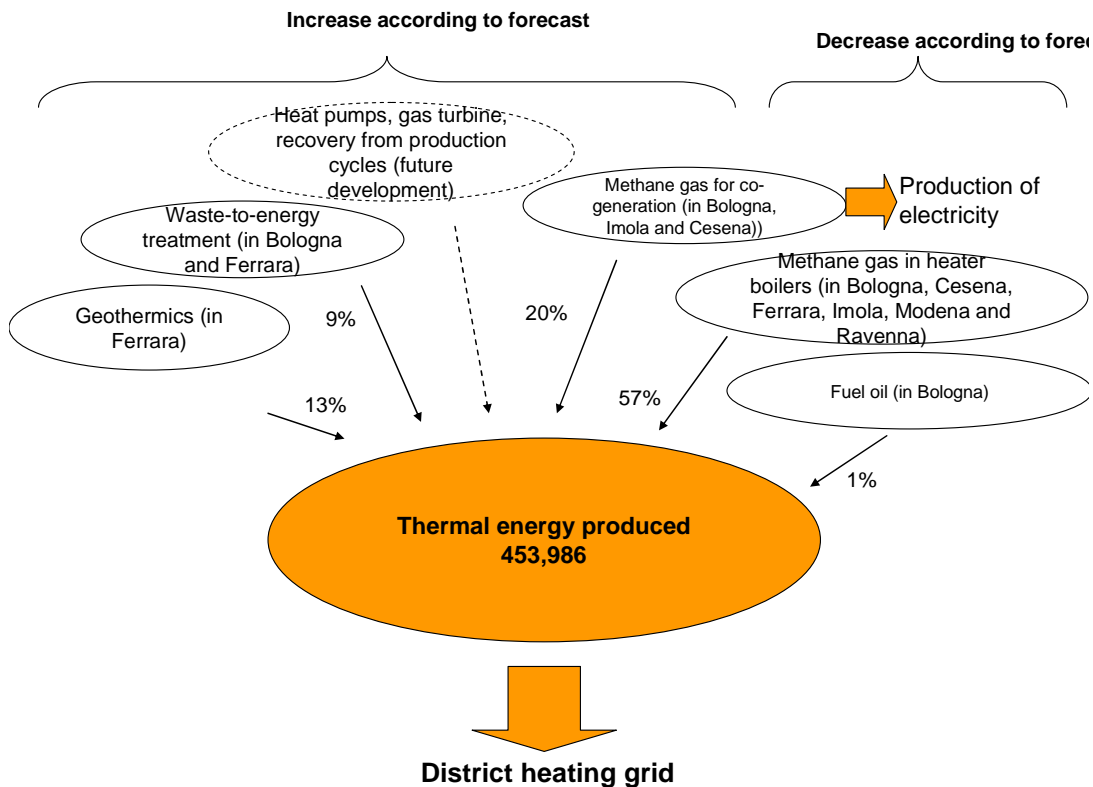 Increase according to forecast
Decrease according to fore
Heat pumps, gas turbine,
recovery from production
cycles (future
development)
Methane gas for co-
generation (in Bologna,
Imola and Cesena))
Production of
electricity
Waste-to-energy
treatment (in Bologna
and Ferrara)
Methane gas in heater
boilers (in Bologna, Cesena,
Ferrara, Imola, Modena and
Ravenna)
Geothermics (in
Ferrara)
9%
20%
Fuel oil (in Bologna)
13%
57%
1%
Thermal energy produced
453,986
District heating grid